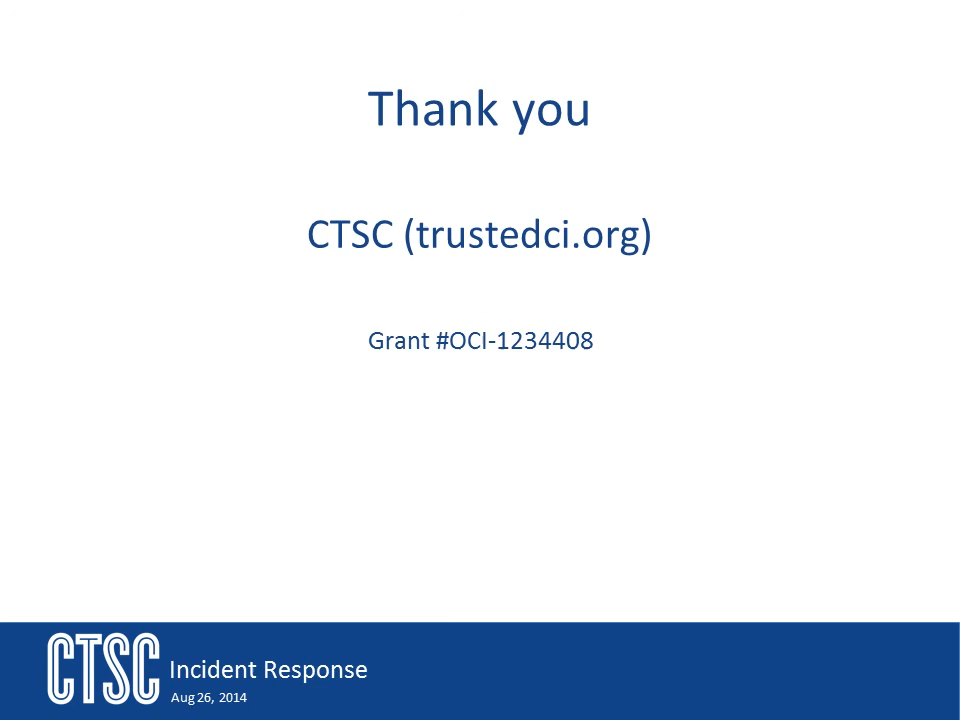 Thank you
CTSC (trustedci.org)
Grant #OCI-1234408
CTSC
Incident Response
Aug 26, 2014